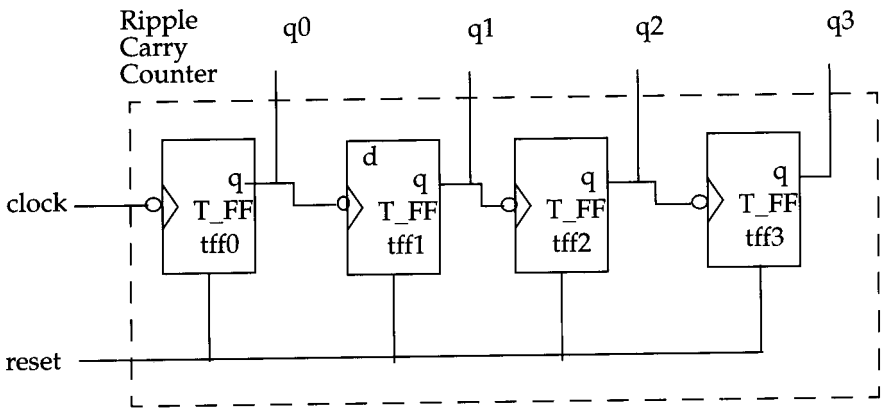 Ripple
Carry
Counter
q0
q1
q2
q3
d
q
q
q
q
clock
T_FF
T_FF
T_FF
T_FF
tff0
tff1
tff2
tff3
reset